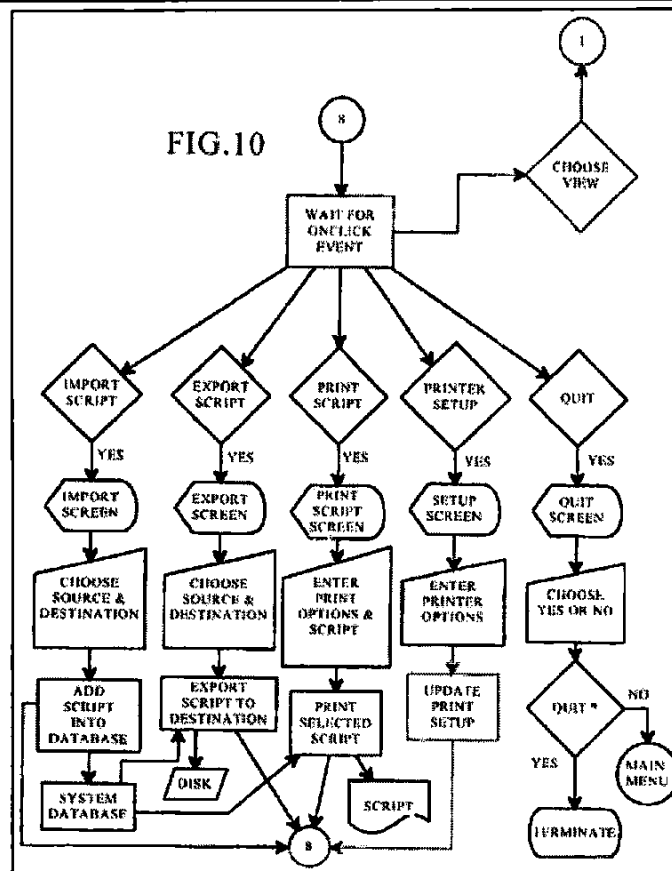 1
8
FIG.10
CHOOSE
VIEW
WAIT FOR
ONCLICK
EVENT
IMPORT
SCRIPT
EXPORT
SCRIPT
PRINT
SCRIPT
PRINTER
SETUP
QUIT
YES
YES
YES
YES
YES
IMPORT
SCREEN
EXPORT
SCREEN
PRINT
SCRIPT
SCREEN
SETUP
SCREEN
QUIT
SCREEN
CHOOSE
SOURCE &
DESTINATION
CHOOSE
SOURCE &
DESTINATION
ENTER
PRINT
OPTIONS &
SCRIPT
ENTER
PRINTER
OPTIONS
CHOOSE
YES OR NO
ADD
SCRIPT
INTO
DATABASE
EXPORT
SCRIPT TO
DESTINATION
PRINT
SELECTED
SCRIPT
UPDATE
PRINT
SETUP
QUIT
NO
MAIN
MENU
YES
SYSTEM
DATABASE
DISK
SCRIPT
8
TERMINATE